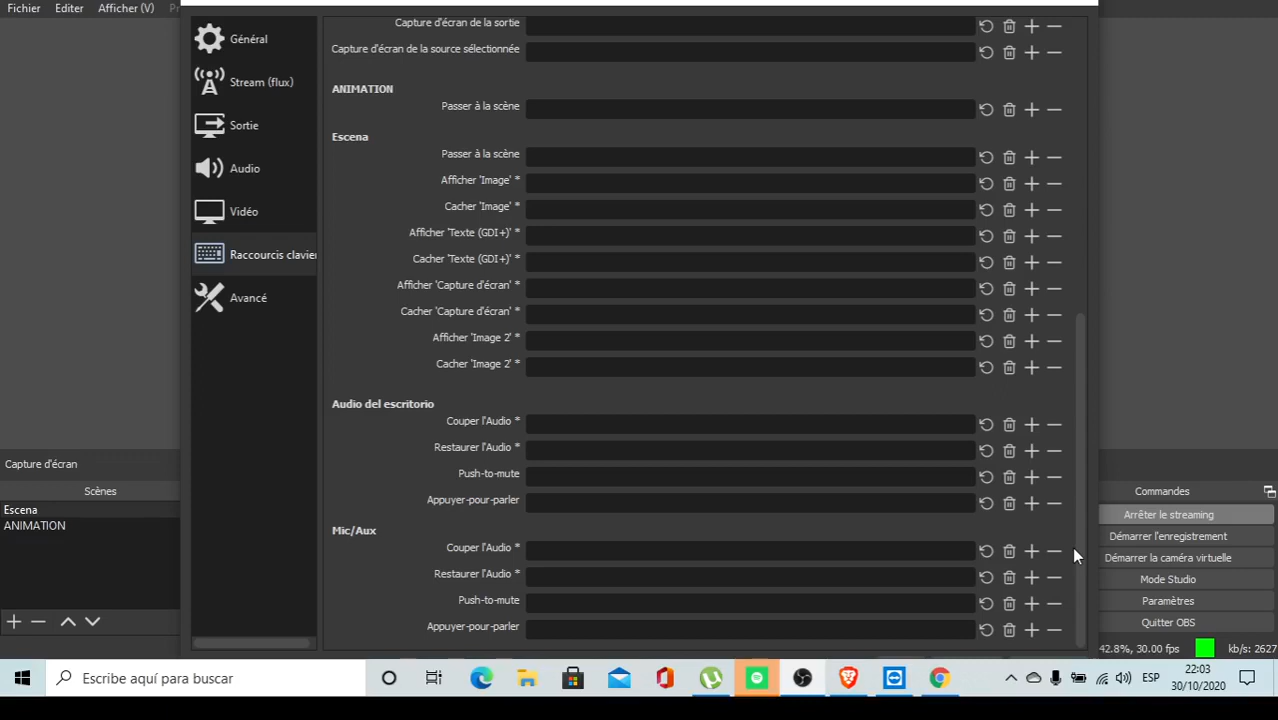 Fichier Editer Afficher (V)
Général
Stream (flux)
Sortie
Audio
Vidéo
Raccourcis clavier
Avancé
Capture d'écran de la sortie
Capture d'écran de la source sélectionnée
ANIMATION
Passer à la scène
Escena
Passer à la scène
Afficher 'Image' *
Cacher 'Image' *
Afficher 'Texte (GDI+)' *
Cacher 'Texte (GDI+)' *
Afficher 'Capture d'écran' *
Cacher 'Capture d'écran' *
Afficher 'Image 2' *
Cacher 'Image 2' *
Audio del escritorio
Couper l'Audio *
Restaurer l'Audio *
Push-to-mute
Appuyer-pour-parler
Mic/Aux
Couper l'Audio *
Restaurer l'Audio *
Push-to-mute
Appuyer-pour-parler
Capture d'écran
Scènes
Escena
ANIMATION
Commandes
Arrêter le streaming
Démarrer l'enregistrement
Démarrer la caméra virtuelle
Mode Studio
Paramètres
Quitter OBS
42.8%, 30.00 fps
kb/s: 2627
Escribe aquí para buscar
ESP
22:03
30/10/2020